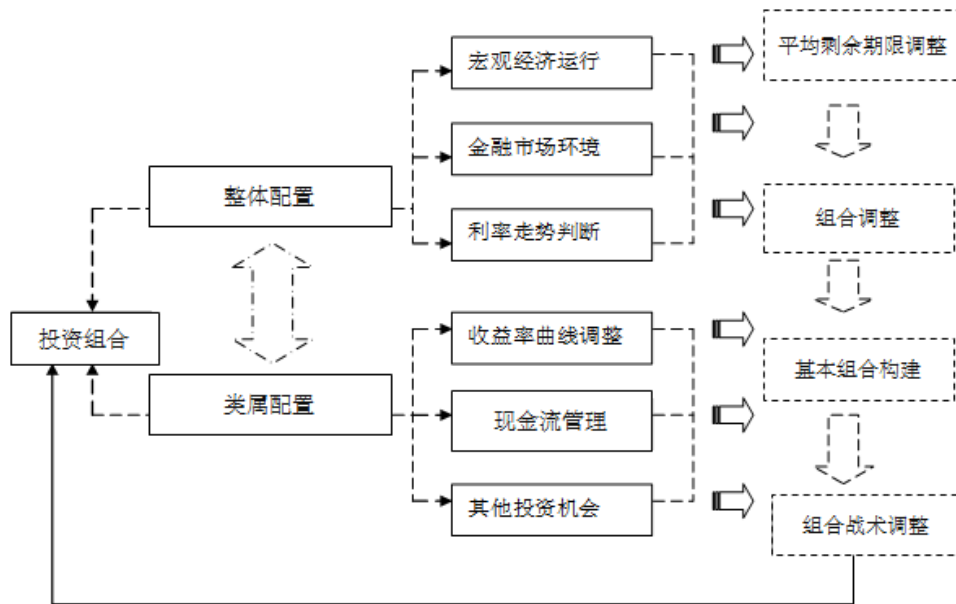 宏观经济运行
平均剩余期限调整
金融市场环境
整体配置
利率走势判断
组合调整
投资组合
收益率曲线调整
基本组合构建
类属配置
现金流管理
其他投资机会
组合战术调整